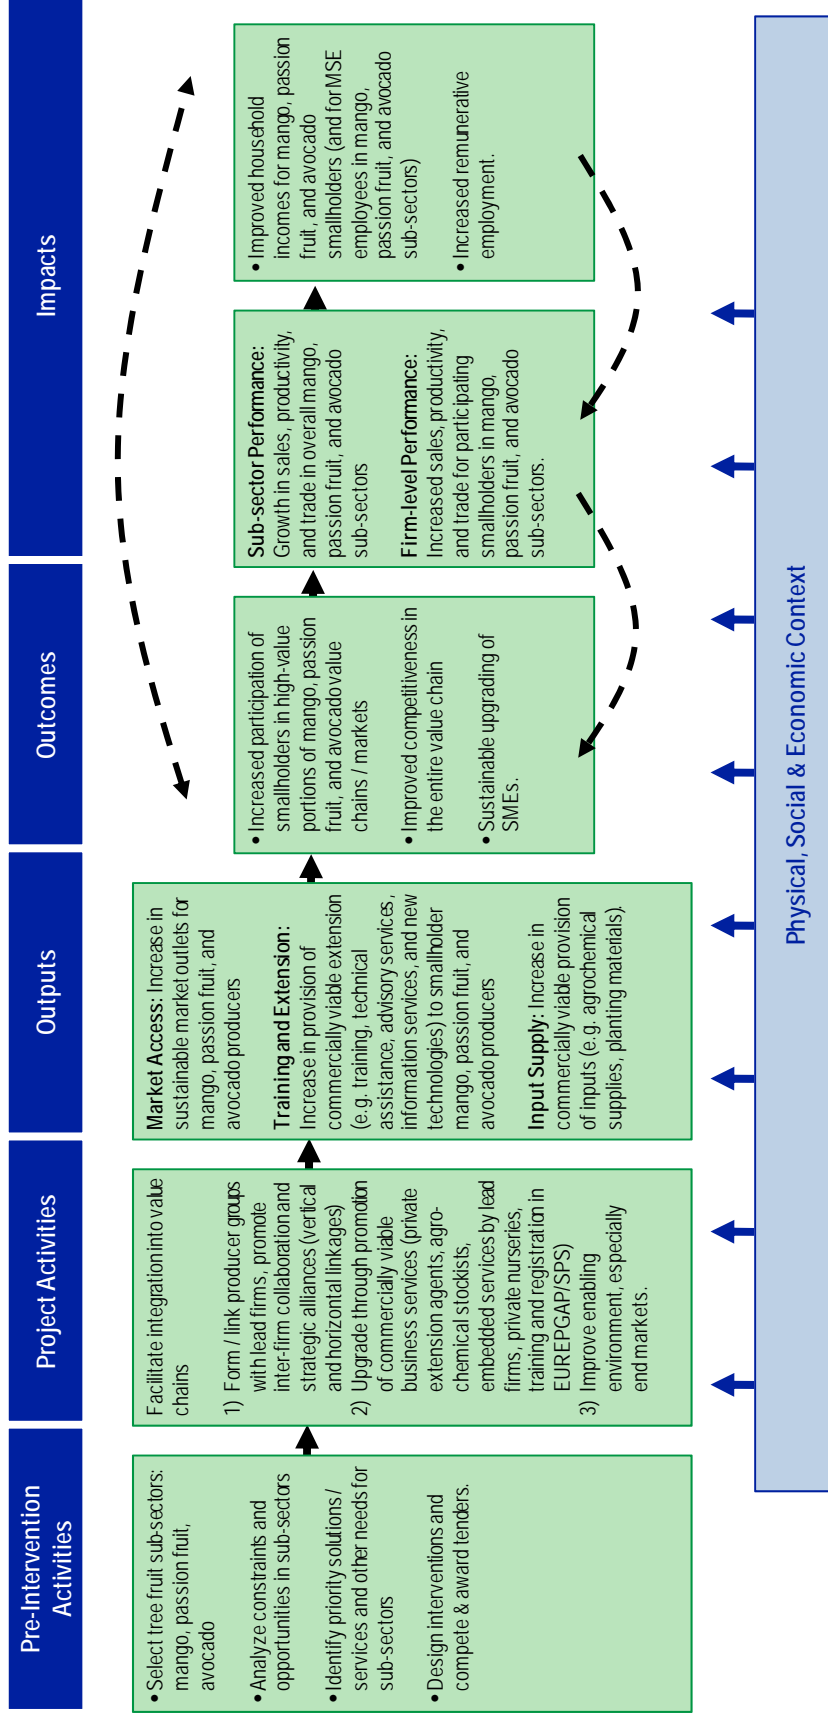 Pre-Intervention
Activities
Project Activities
Outputs
Outcomes
Impacts
• Select tree fruit sub-sectors:
mango, passion fruit,
avocado
• Analyze constraints and
opportunities in sub-sectors
• Identify priority solutions /
services and other needs for
sub-sectors
• Design interventions and
compete & award tenders.
Facilitate integration into value
chains
1) Form / link producer groups
with lead firms, promote
inter-firm collaboration and
strategic alliances (vertical
and horizontal linkages)
2) Upgrade through promotion
of commercially viable
business services (private
extension agents, agro-
chemical stockists,
embedded services by lead
firms, private nurseries,
training and registration in
EUREPGAP/SPS)
3) Improve enabling
environment, especially
end markets.
Market Access: Increase in
sustainable market outlets for
mango, passion fruit, and
avocado producers
Training and Extension:
Increase in provision of
commercially viable extension
(e.g. training, technical
assistance, advisory services,
information services, and new
technologies) to smallholder
mango, passion fruit, and
avocado producers
Input Supply: Increase in
commercially viable provision
of inputs (e.g. agrochemical
supplies, planting materials).
• Increased participation of
smallholders in high-value
portions of mango, passion
fruit, and avocado value
chains / markets
• Improved competitiveness in
the entire value chain
• Sustainable upgrading of
SMEs.
Sub-sector Performance:
Growth in sales, productivity,
and trade in overall mango,
passion fruit, and avocado
sub-sectors
Firm-level Performance:
Increased sales, productivity,
and trade for participating
smallholders in mango,
passion fruit, and avocado
sub-sectors.
• Improved household
incomes for mango, passion
fruit, and avocado
smallholders (and for MSE
employees in mango,
passion fruit, and avocado
sub-sectors)
• Increased remunerative
employment.
Physical, Social & Economic Context